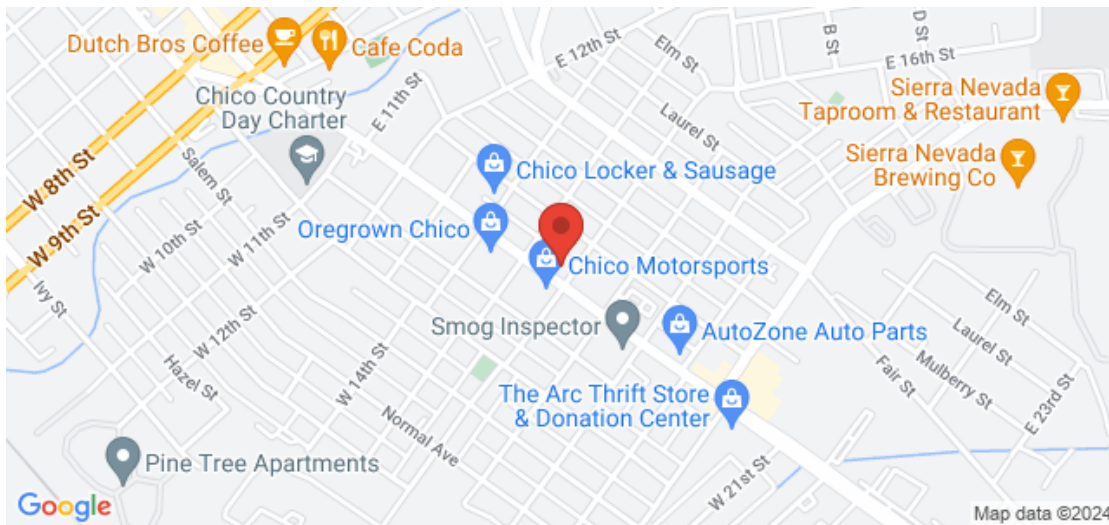 Dutch Bros Coffee
Cafe Coda
E 12th St
Elm St
B St
D St
E 16th St
Chico Country
Day Charter
E 11th St
Laurel St
Sierra Nevada
Taproom & Restaurant
W 8th St
Salem St
Chico Locker & Sausage
Sierra Nevada
Brewing Co
W 9th St
W 10th St
W 11th St
Oregrown Chico
Chico Motorsports
Ivy St
W 12th St
Smog Inspector
AutoZone Auto Parts
Elm St
Laurel St
Mulberry St
Fair St
E 23rd St
Hazel St
W 14th St
Normal Ave
The Arc Thrift Store
& Donation Center
Pine Tree Apartments
W 21st St
Google
Map data ©2024